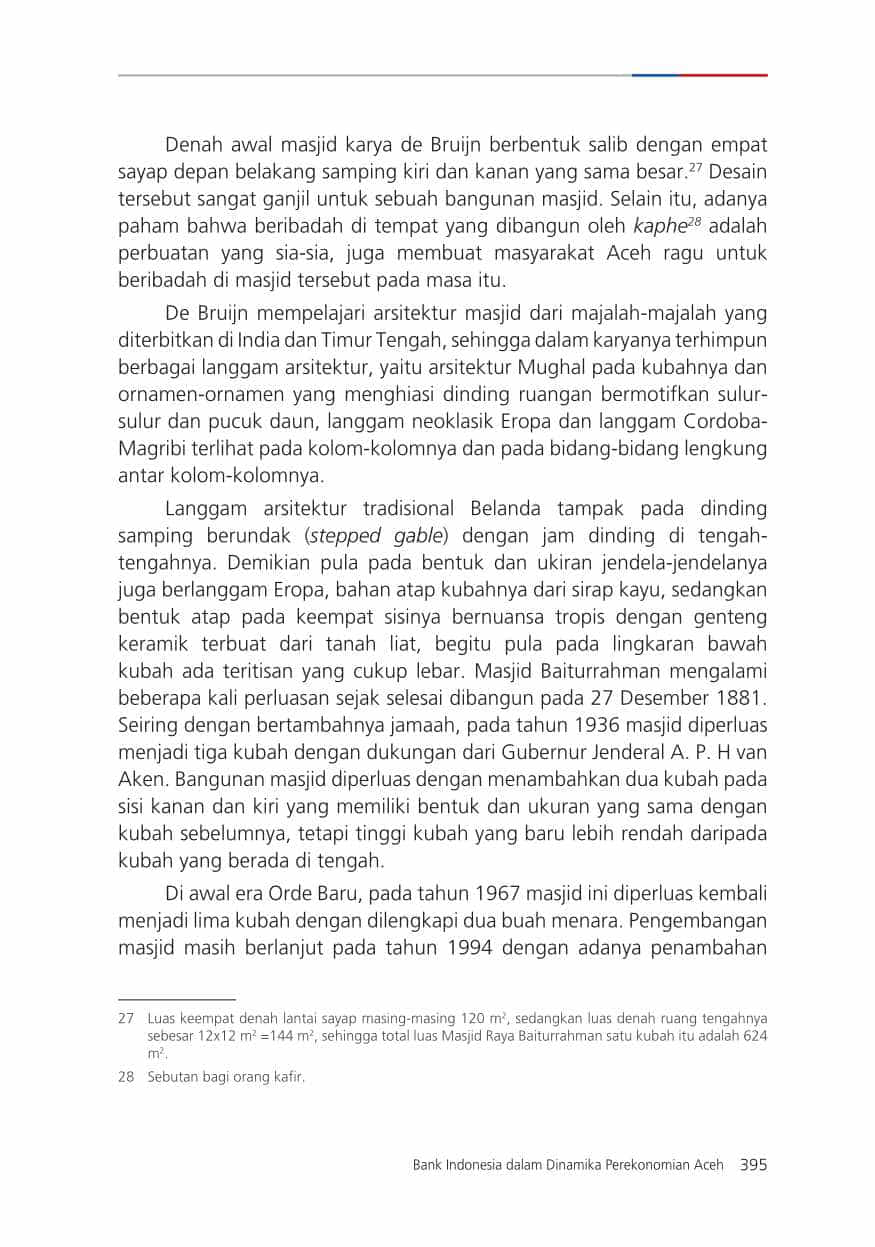 Denah awal masjid karya de Bruijn berbentuk salib dengan empat
sayap depan belakang samping kiri dan kanan yang sama besar.²⁷ Desain
tersebut sangat ganjil untuk sebuah bangunan masjid. Selain itu, adanya
paham bahwa beribadah di tempat yang dibangun oleh kaphe²⁸ adalah
perbuatan yang sia-sia, juga membuat masyarakat Aceh ragu untuk
beribadah di masjid tersebut pada masa itu.
De Bruijn mempelajari arsitektur masjid dari majalah-majalah yang
diterbitkan di India dan Timur Tengah, sehingga dalam karyanya terhimpun
berbagai langgam arsitektur, yaitu arsitektur Mughal pada kubahnya dan
ornamen-ornamen yang menghiasi dinding ruangan bermotifkan sulur-
sulur dan pucuk daun, langgam neoklasik Eropa dan langgam Cordoba-
Magribi terlihat pada kolom-kolomnya dan pada bidang-bidang lengkung
antar kolom-kolomnya.
Langgam arsitektur tradisional Belanda tampak pada dinding
samping berundak (stepped gable) dengan jam dinding di tengah-
tengahnya. Demikian pula pada bentuk dan ukiran jendela-jendelanya
juga berlanggam Eropa, bahan atap kubahnya dari sirap kayu, sedangkan
bentuk atap pada keempat sisinya bernuansa tropis dengan genteng
keramik terbuat dari tanah liat, begitu pula pada lingkaran bawah
kubah ada teritisan yang cukup lebar. Masjid Baiturrahman mengalami
beberapa kali perluasan sejak selesai dibangun pada 27 Desember 1881.
Seiring dengan bertambahnya jamaah, pada tahun 1936 masjid diperluas
menjadi tiga kubah dengan dukungan dari Gubernur Jenderal A. P. H van
Aken. Bangunan masjid diperluas dengan menambahkan dua kubah pada
sisi kanan dan kiri yang memiliki bentuk dan ukuran yang sama dengan
kubah sebelumnya, tetapi tinggi kubah yang baru lebih rendah daripada
kubah yang berada di tengah.
Di awal era Orde Baru, pada tahun 1967 masjid ini diperluas kembali
menjadi lima kubah dengan dilengkapi dua buah menara. Pengembangan
masjid masih berlanjut pada tahun 1994 dengan adanya penambahan
27 Luas keempat denah lantai sayap masing-masing 120 m², sedangkan luas denah ruang tengahnya
sebesar 12x12 m² =144 m², sehingga total luas Masjid Raya Baiturrahman satu kubah itu adalah 624
m².
28 Sebutan bagi orang kafir.
Bank Indonesia dalam Dinamika Perekonomian Aceh 395